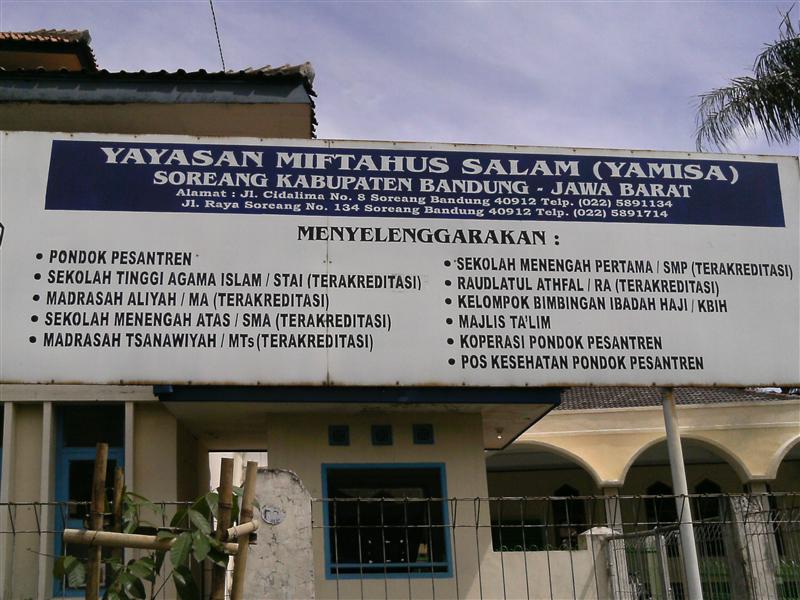 YAYASAN MIFTAHUS SALAM (YAMISA)
SOREANG KABUPATEN BANDUNG - JAWA BARAT
Alamat : Jl. Cidalima No. 8 Soreang Bandung 40912 Telp. (022) 5891134
Jl. Raya Soreang No. 134 Soreang Bandung 40912 Telp. (022) 5891714
MENYELENGGARAKAN :
• PONDOK PESANTREN
• SEKOLAH TINGGI AGAMA ISLAM / STAI (TERAKREDITASI)
• MADRASAH ALIYAH / MA (TERAKREDITASI)
• SEKOLAH MENENGAH ATAS / SMA (TERAKREDITASI)
• MADRASAH TSANAWIYAH / MTs (TERAKREDITASI)
• SEKOLAH MENENGAH PERTAMA / SMP (TERAKREDITASI)
• RAUDLATUL ATHFAL / RA (TERAKREDITASI)
• KELOMPOK BIMBINGAN IBADAH HAJI / KBIH
• MAJLIS TA'LIM
• KOPERASI PONDOK PESANTREN
• POS KESEHATAN PONDOK PESANTREN